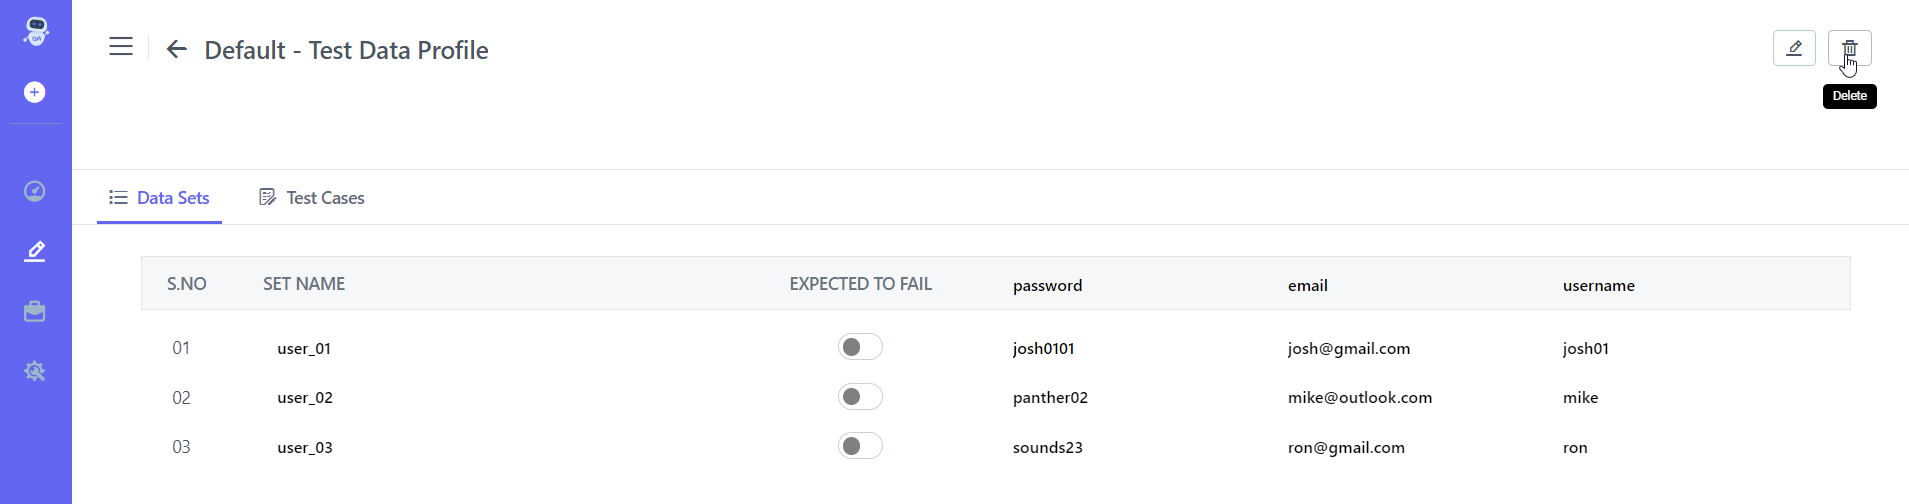 QA
Default - Test Data Profile
Delete
Data Sets Test Cases
S.NO SET NAME EXPECTED TO FAIL password email username
01 user_01 josh0101 josh@gmail.com josh01
02 user_02 panther02 mike@outlook.com mike
03 user_03 sounds23 ron@gmail.com ron